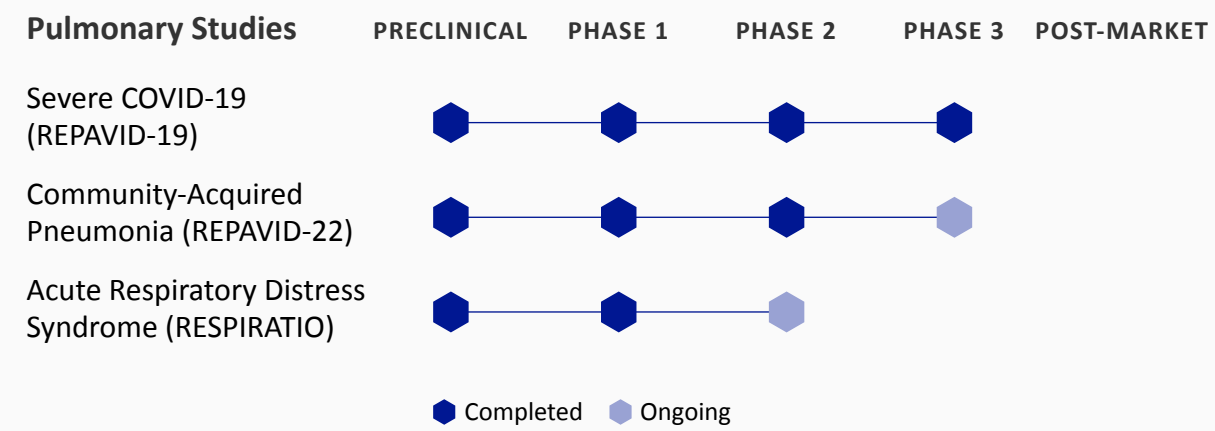 Pulmonary Studies PRECLINICAL PHASE 1 PHASE 2 PHASE 3 POST-MARKET
Severe COVID-19
(REPAVID-19)
Community-Acquired
Pneumonia (REPAVID-22)
Acute Respiratory Distress
Syndrome (RESPIRATIO)
Completed Ongoing